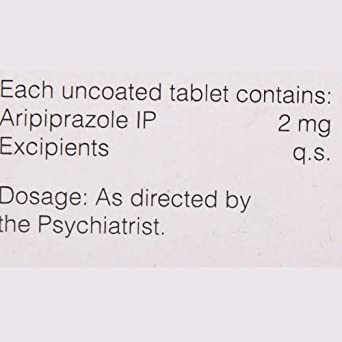 Each uncoated tablet contains:
Aripiprazole IP 2 mg
Excipients q.s.
Dosage: As directed by
the Psychiatrist.